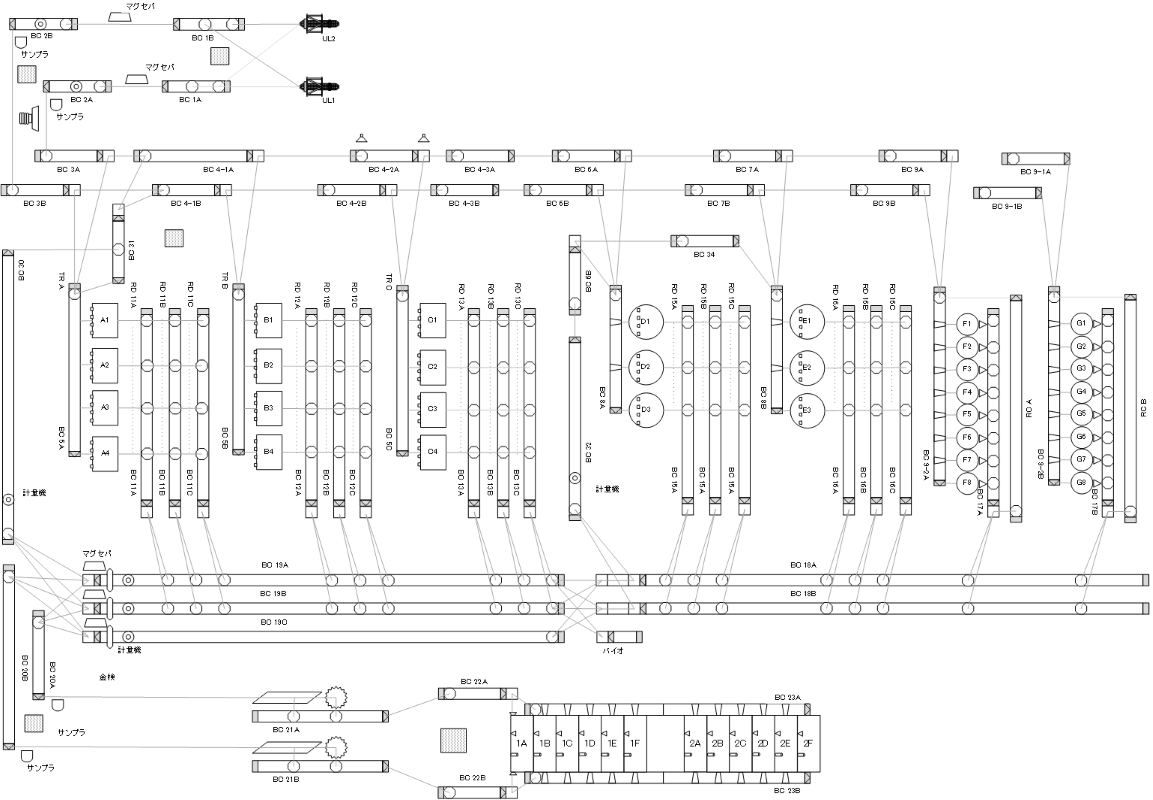 マグセパ
BC 2B
BC 1B
UL2
サンプラ
マグセパ
BC 2A
BC 1A
UL1
サンプラ
BC 3A
BC 4-1A
BC 4-2A
BC 4-3A
BC 6A
BC 7A
BC 9A
BC 9-1A
BC 3B
BC 4-1B
BC 4-2B
BC 4-3B
BC 6B
BC 7B
BC 9B
BC 9-1B
BC 31
BC 34
BC 30
TR A
RD 11A
RD 11B
RD 11C
TR B
RD 12A
RD 12B
RD 12C
TR C
RD 13A
RD 13B
RD 13C
RD 15A
RD 15B
RD 15C
RD 16A
RD 16B
RD 16C
A1
B1
C1
D1
E1
F1
G1
A2
B2
C2
D2
E2
F2
G2
A3
B3
C3
D3
E3
F3
G3
A4
B4
C4
F4
G4
F5
G5
F6
G6
F7
G7
F8
G8
RC A
RC B
BC 5A
BC 5B
BC 5C
BC 8A
BC 8B
BC 9-2A
BC 9-2B
BC 32
計量機
計量機
BC 11A
BC 11B
BC 11C
BC 12A
BC 12B
BC 12C
BC 13A
BC 13B
BC 13C
BC 15A
BC 15B
BC 15C
BC 16A
BC 16B
BC 16C
BC 17A
BC 17B
マグセパ
BC 19A
BC 18A
BC 19B
BC 18B
BC 19C
計量機
バイオ
BC 20B
BC 20A
金検
サンプラ
サンプラ
BC 21A
BC 21B
BC 22A
BC 22B
BC 23A
1A
1B
1C
1D
1E
1F
2A
2B
2C
2D
2E
2F
BC 23B